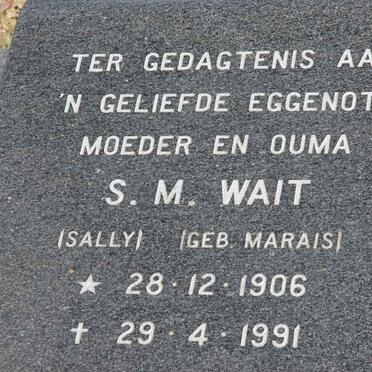 TER GEDAGTENIS AA
'N GELIEFDE EGGENOT
MOEDER EN OUMA
S. M. WAIT
(SALLY) (GEB MARAIS)
★ 28·12·1906
✝ 29·4·1991